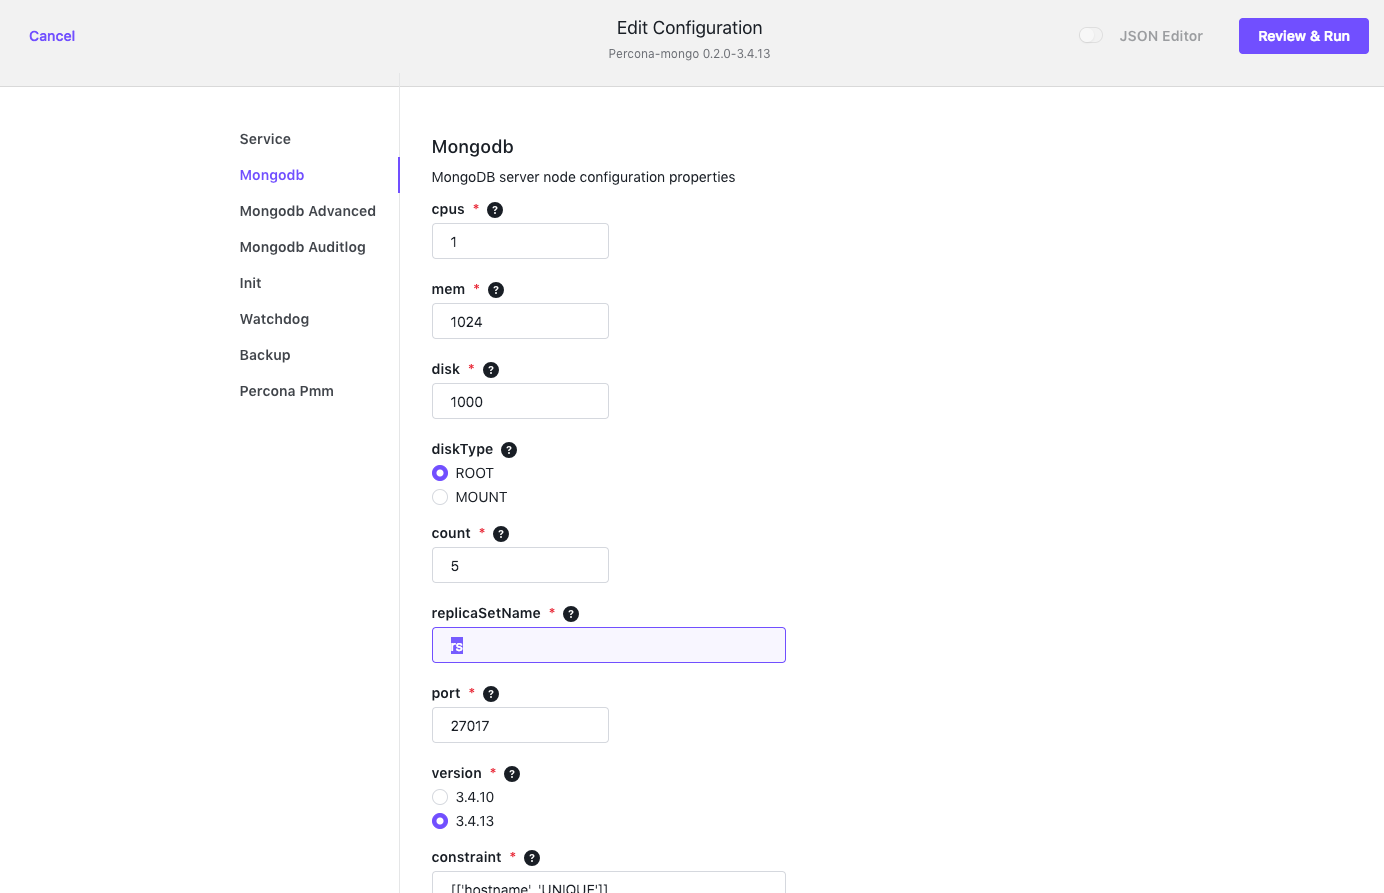 Cancel
Edit Configuration
Percona-mongo 0.2.0-3.4.13
JSON Editor
Review & Run
Service
Mongodb
Mongodb Advanced
Mongodb Auditlog
Init
Watchdog
Backup
Percona Pmm
Mongodb
MongoDB server node configuration properties
cpus * ?
1
mem * ?
1024
disk * ?
1000
diskType ?
ROOT
MOUNT
count * ?
5
replicaSetName * ?
rs
port * ?
27017
version * ?
3.4.10
3.4.13
constraint * ?
[['hostname', 'UNIQUE']]